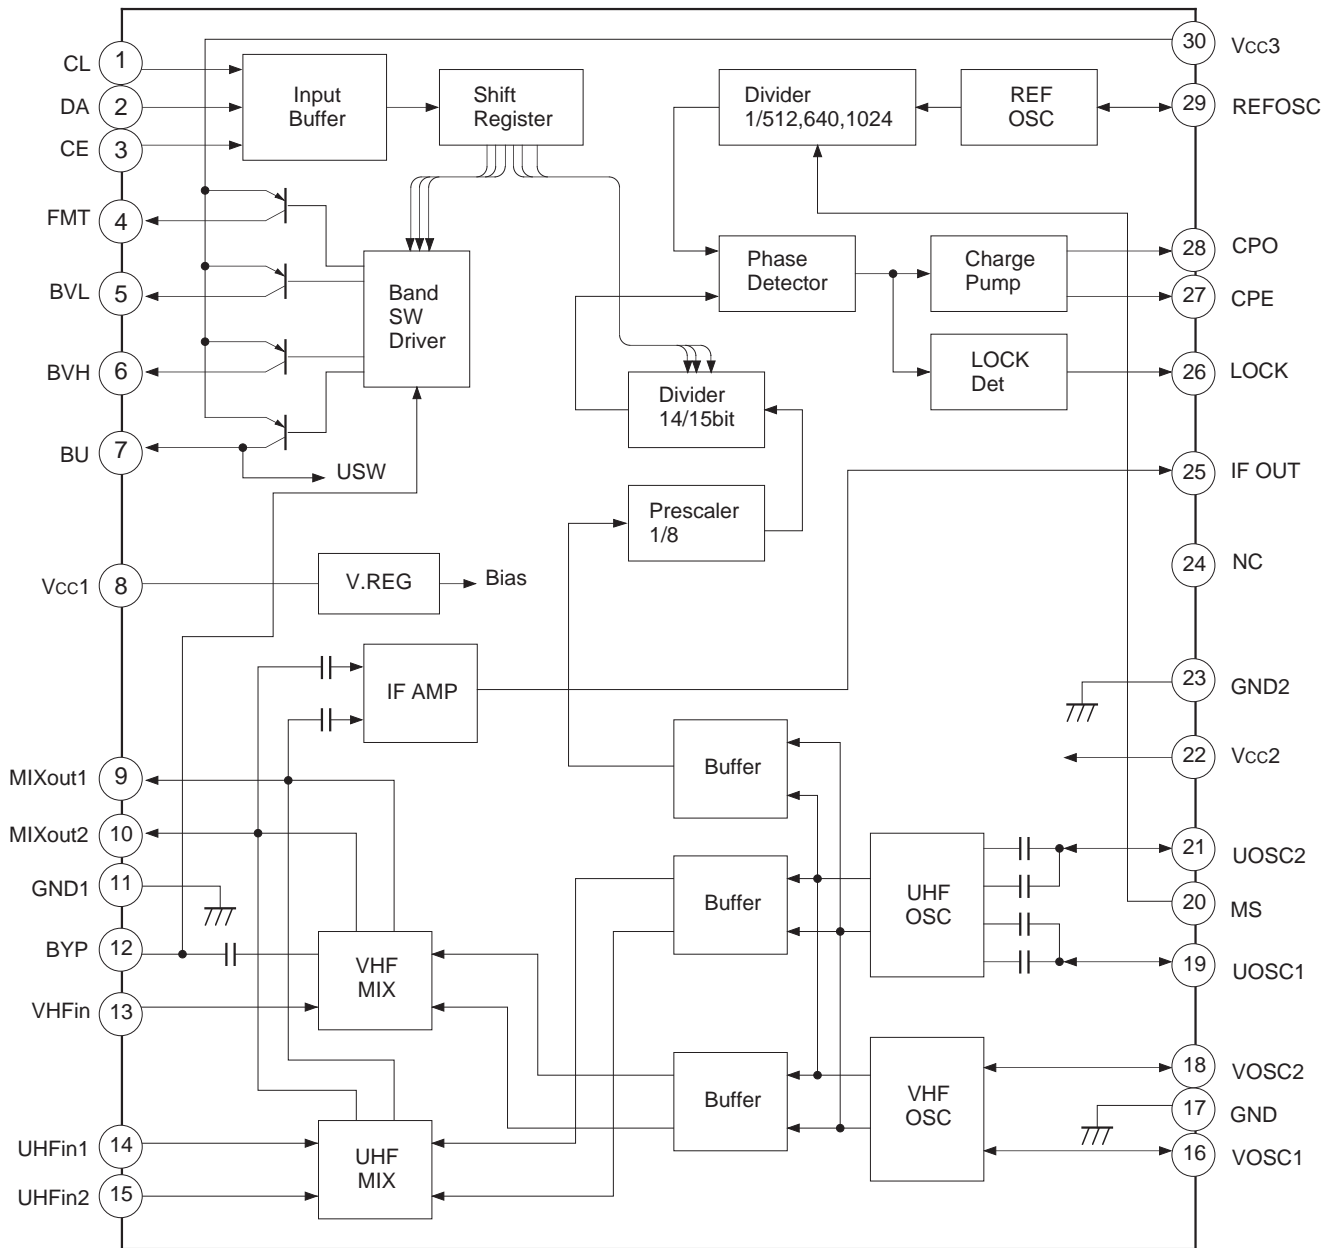 CL
1
DA
2
CE
3
FMT
4
BVL
5
BVH
6
BU
7
Vcc1
8
MIXout1
9
MIXout2
10
GND1
11
BYP
12
VHFin
13
UHFin1
14
UHFin2
15
Input
Buffer
Shift
Register
Band
SW
Driver
USW
V.REG
Bias
IF AMP
VHF
MIX
UHF
MIX
Divider
1/512,640,1024
REF
OSC
Phase
Detector
Charge
Pump
LOCK
Det
Divider
14/15bit
Prescaler
1/8
Buffer
Buffer
Buffer
UHF
OSC
VHF
OSC
30
Vcc3
29
REFOSC
28
CPO
27
CPE
26
LOCK
25
IF OUT
24
NC
23
GND2
22
Vcc2
21
UOSC2
20
MS
19
UOSC1
18
VOSC2
17
GND
16
VOSC1